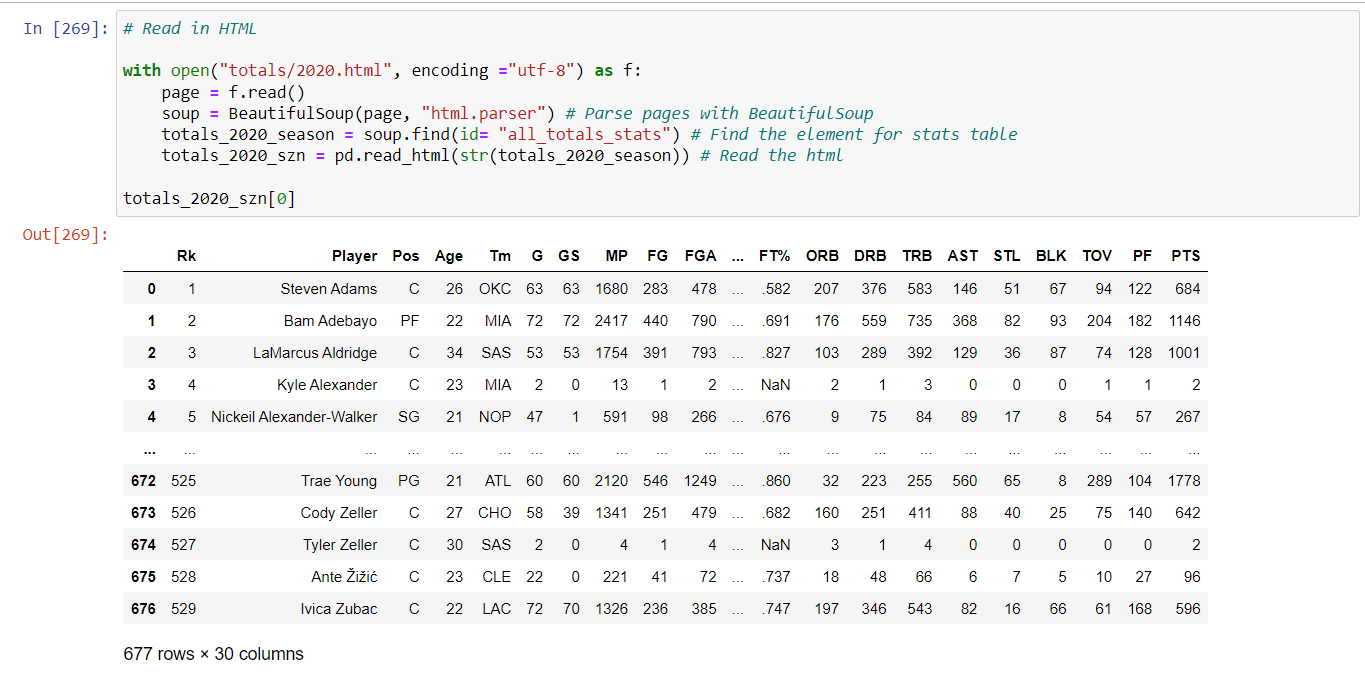 In [269]: # Read in HTML
with open("totals/2020.html", encoding ="utf-8") as f:
page = f.read()
soup = BeautifulSoup(page, "html.parser") # Parse pages with BeautifulSoup
totals_2020_season = soup.find(id= "all_totals_stats") # Find the element for stats table
totals_2020_szn = pd.read_html(str(totals_2020_season)) # Read the html
totals_2020_szn[0]
Out[269]:
Rk Player Pos Age Tm G GS MP FG FGA ... FT% ORB DRB TRB AST STL BLK TOV PF PTS
0 1 Steven Adams C 26 OKC 63 63 1680 283 478 ... .582 207 376 583 146 51 67 94 122 684
1 2 Bam Adebayo PF 22 MIA 72 72 2417 440 790 ... .691 176 559 735 368 82 93 204 182 1146
2 3 LaMarcus Aldridge C 34 SAS 53 53 1754 391 793 ... .827 103 289 392 129 36 87 74 128 1001
3 4 Kyle Alexander C 23 MIA 2 0 13 1 2 ... NaN 2 1 3 0 0 0 1 1 2
4 5 Nickeil Alexander-Walker SG 21 NOP 47 1 591 98 266 ... .676 9 75 84 89 17 8 54 57 267
... ... ... ... ... ... ... ... ... ... ... ... ... ... ... ... ... ... ... ... ... ...
672 525 Trae Young PG 21 ATL 60 60 2120 546 1249 ... .860 32 223 255 560 65 8 289 104 1778
673 526 Cody Zeller C 27 CHO 58 39 1341 251 479 ... .682 160 251 411 88 40 25 75 140 642
674 527 Tyler Zeller C 30 SAS 2 0 4 1 4 ... NaN 3 1 4 0 0 0 0 0 2
675 528 Ante Žižić C 23 CLE 22 0 221 41 72 ... .737 18 48 66 6 7 5 10 27 96
676 529 Ivica Zubac C 22 LAC 72 70 1326 236 385 ... .747 197 346 543 82 16 66 61 168 596
677 rows × 30 columns